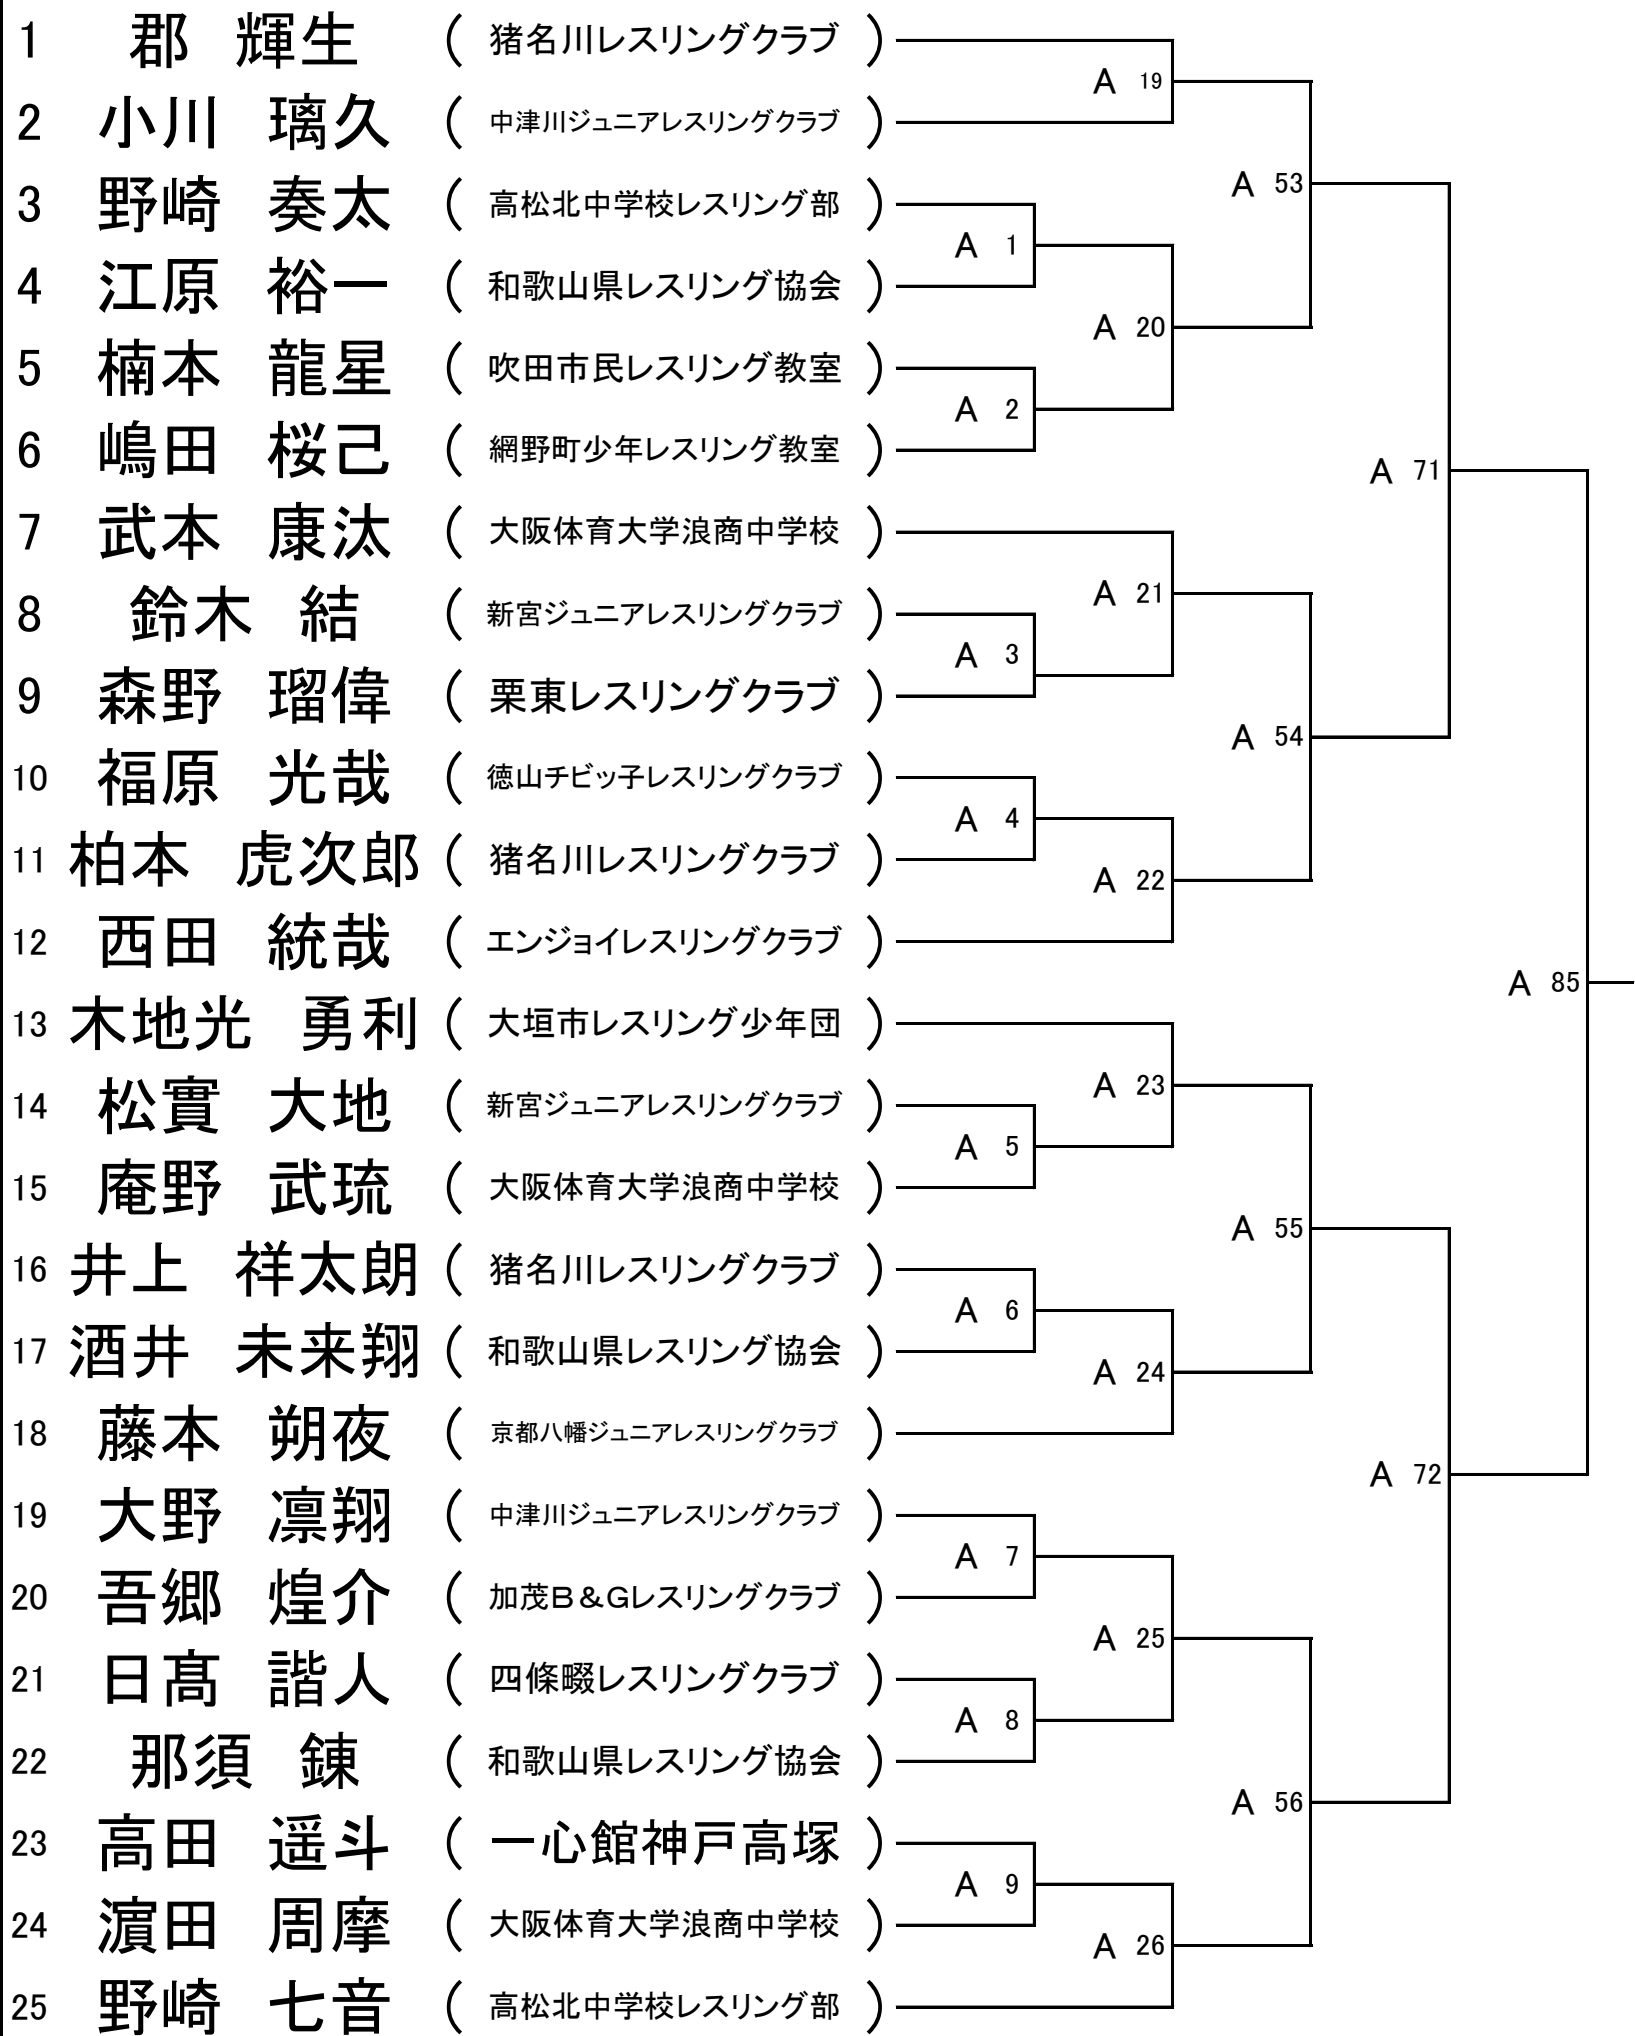 1 郡 輝生 ( 猪名川レスリングクラブ )
A 19
2 小川 璃久 ( 中津川ジュニアレスリングクラブ )
A 53
3 野崎 奏太 ( 高松北中学校レスリング部 )
A 1
4 江原 裕一 ( 和歌山県レスリング協会 )
A 20
5 楠本 龍星 ( 吹田市民レスリング教室 )
A 2
6 嶋田 桜己 ( 網野町少年レスリング教室 )
A 71
7 武本 康汰 ( 大阪体育大学浪商中学校 )
A 21
8 鈴木 結 ( 新宮ジュニアレスリングクラブ )
A 3
9 森野 瑠偉 ( 栗東レスリングクラブ )
A 54
10 福原 光哉 ( 徳山チビッ子レスリングクラブ )
A 4
11 柏本 虎次郎 ( 猪名川レスリングクラブ )
A 22
12 西田 統哉 ( エンジョイレスリングクラブ )
A 85
13 木地光 勇利 ( 大垣市レスリング少年団 )
A 23
14 松實 大地 ( 新宮ジュニアレスリングクラブ )
A 5
15 庵野 武琉 ( 大阪体育大学浪商中学校 )
A 55
16 井上 祥太朗 ( 猪名川レスリングクラブ )
A 6
17 酒井 未来翔 ( 和歌山県レスリング協会 )
A 24
18 藤本 朔夜 ( 京都八幡ジュニアレスリングクラブ )
A 72
19 大野 凛翔 ( 中津川ジュニアレスリングクラブ )
A 7
20 吾郷 煌介 ( 加茂B&Gレスリングクラブ )
A 25
21 日髙 諧人 ( 四條畷レスリングクラブ )
A 8
22 那須 錬 ( 和歌山県レスリング協会 )
A 56
23 高田 遥斗 ( 一心館神戸高塚 )
A 9
24 濵田 周摩 ( 大阪体育大学浪商中学校 )
A 26
25 野崎 七音 ( 高松北中学校レスリング部 )